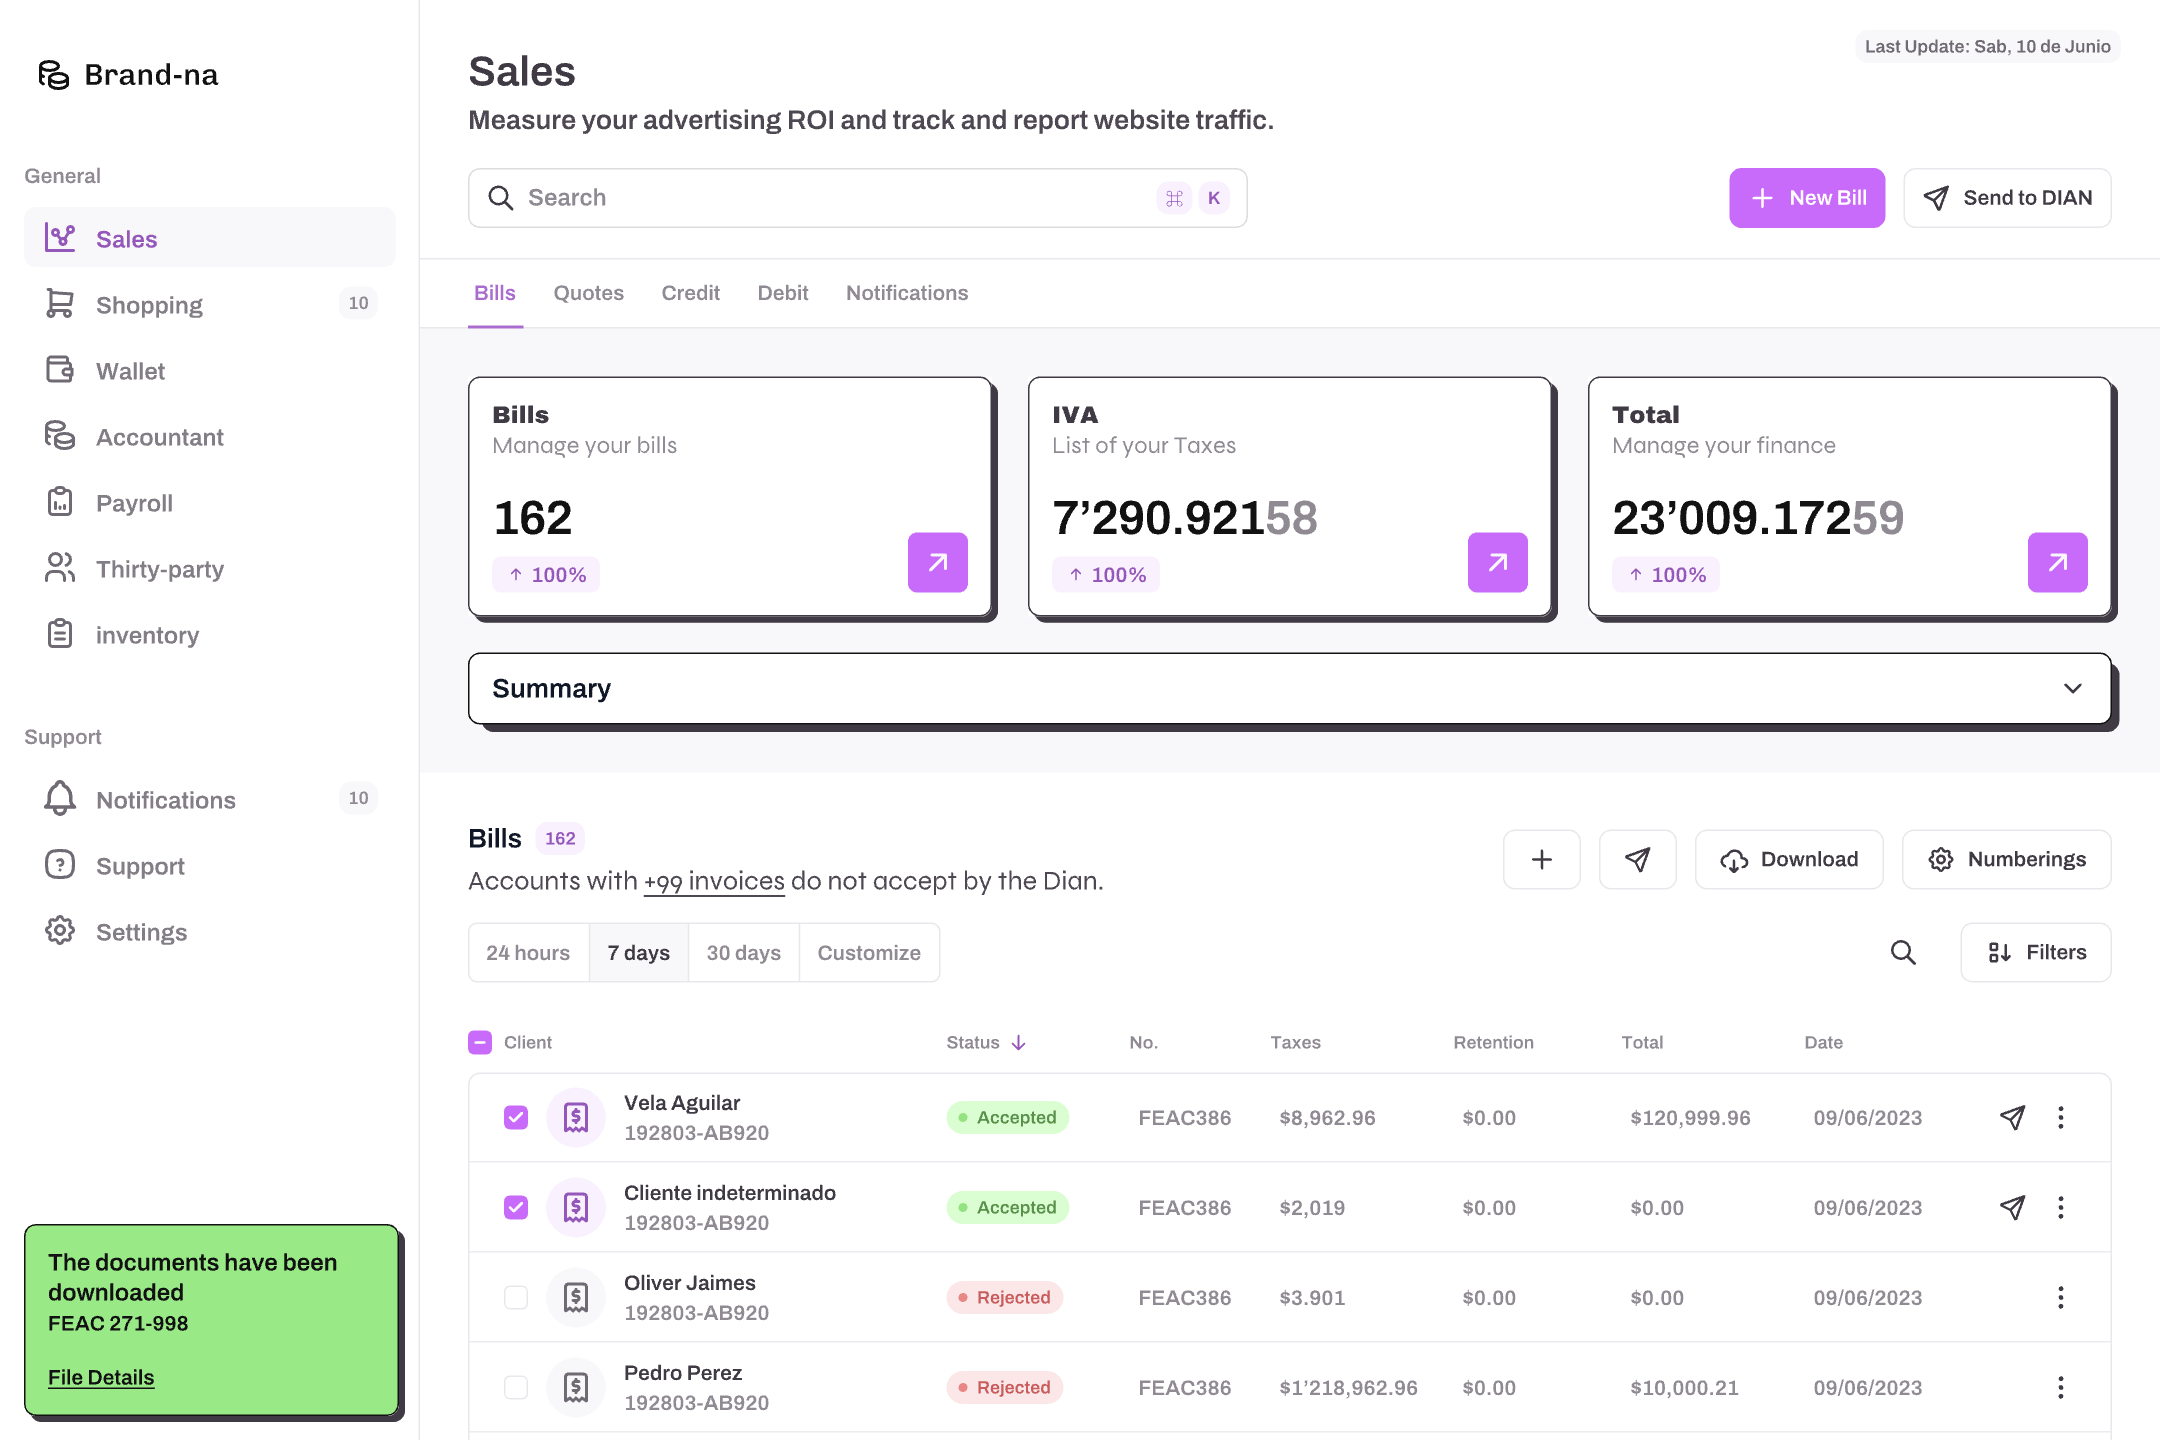 Brand-na
General
Sales
Shopping 10
Wallet
Accountant
Payroll
Thirty-party
inventory
Support
Notifications 10
Support
Settings
The documents have been
downloaded
FEAC 271-998
File Details
Last Update: Sab, 10 de Junio
Sales
Measure your advertising ROI and track and report website traffic.
Search ⌘ K
New Bill
Send to DIAN
Bills Quotes Credit Debit Notifications
Bills
Manage your bills
162
↑ 100%
IVA
List of your Taxes
7’290.92158
↑ 100%
Total
Manage your finance
23’009.17259
↑ 100%
Summary
Bills 162
Accounts with +99 invoices do not accept by the Dian.
Download
Numberings
24 hours 7 days 30 days Customize
Filters
Client Status ↓ No. Taxes Retention Total Date
Vela Aguilar
192803-AB920
Accepted FEAC386 $8,962.96 $0.00 $120,999.96 09/06/2023
Cliente indeterminado
192803-AB920
Accepted FEAC386 $2,019 $0.00 $0.00 09/06/2023
Oliver Jaimes
192803-AB920
Rejected FEAC386 $3.901 $0.00 $0.00 09/06/2023
Pedro Perez
192803-AB920
Rejected FEAC386 $1’218,962.96 $0.00 $10,000.21 09/06/2023